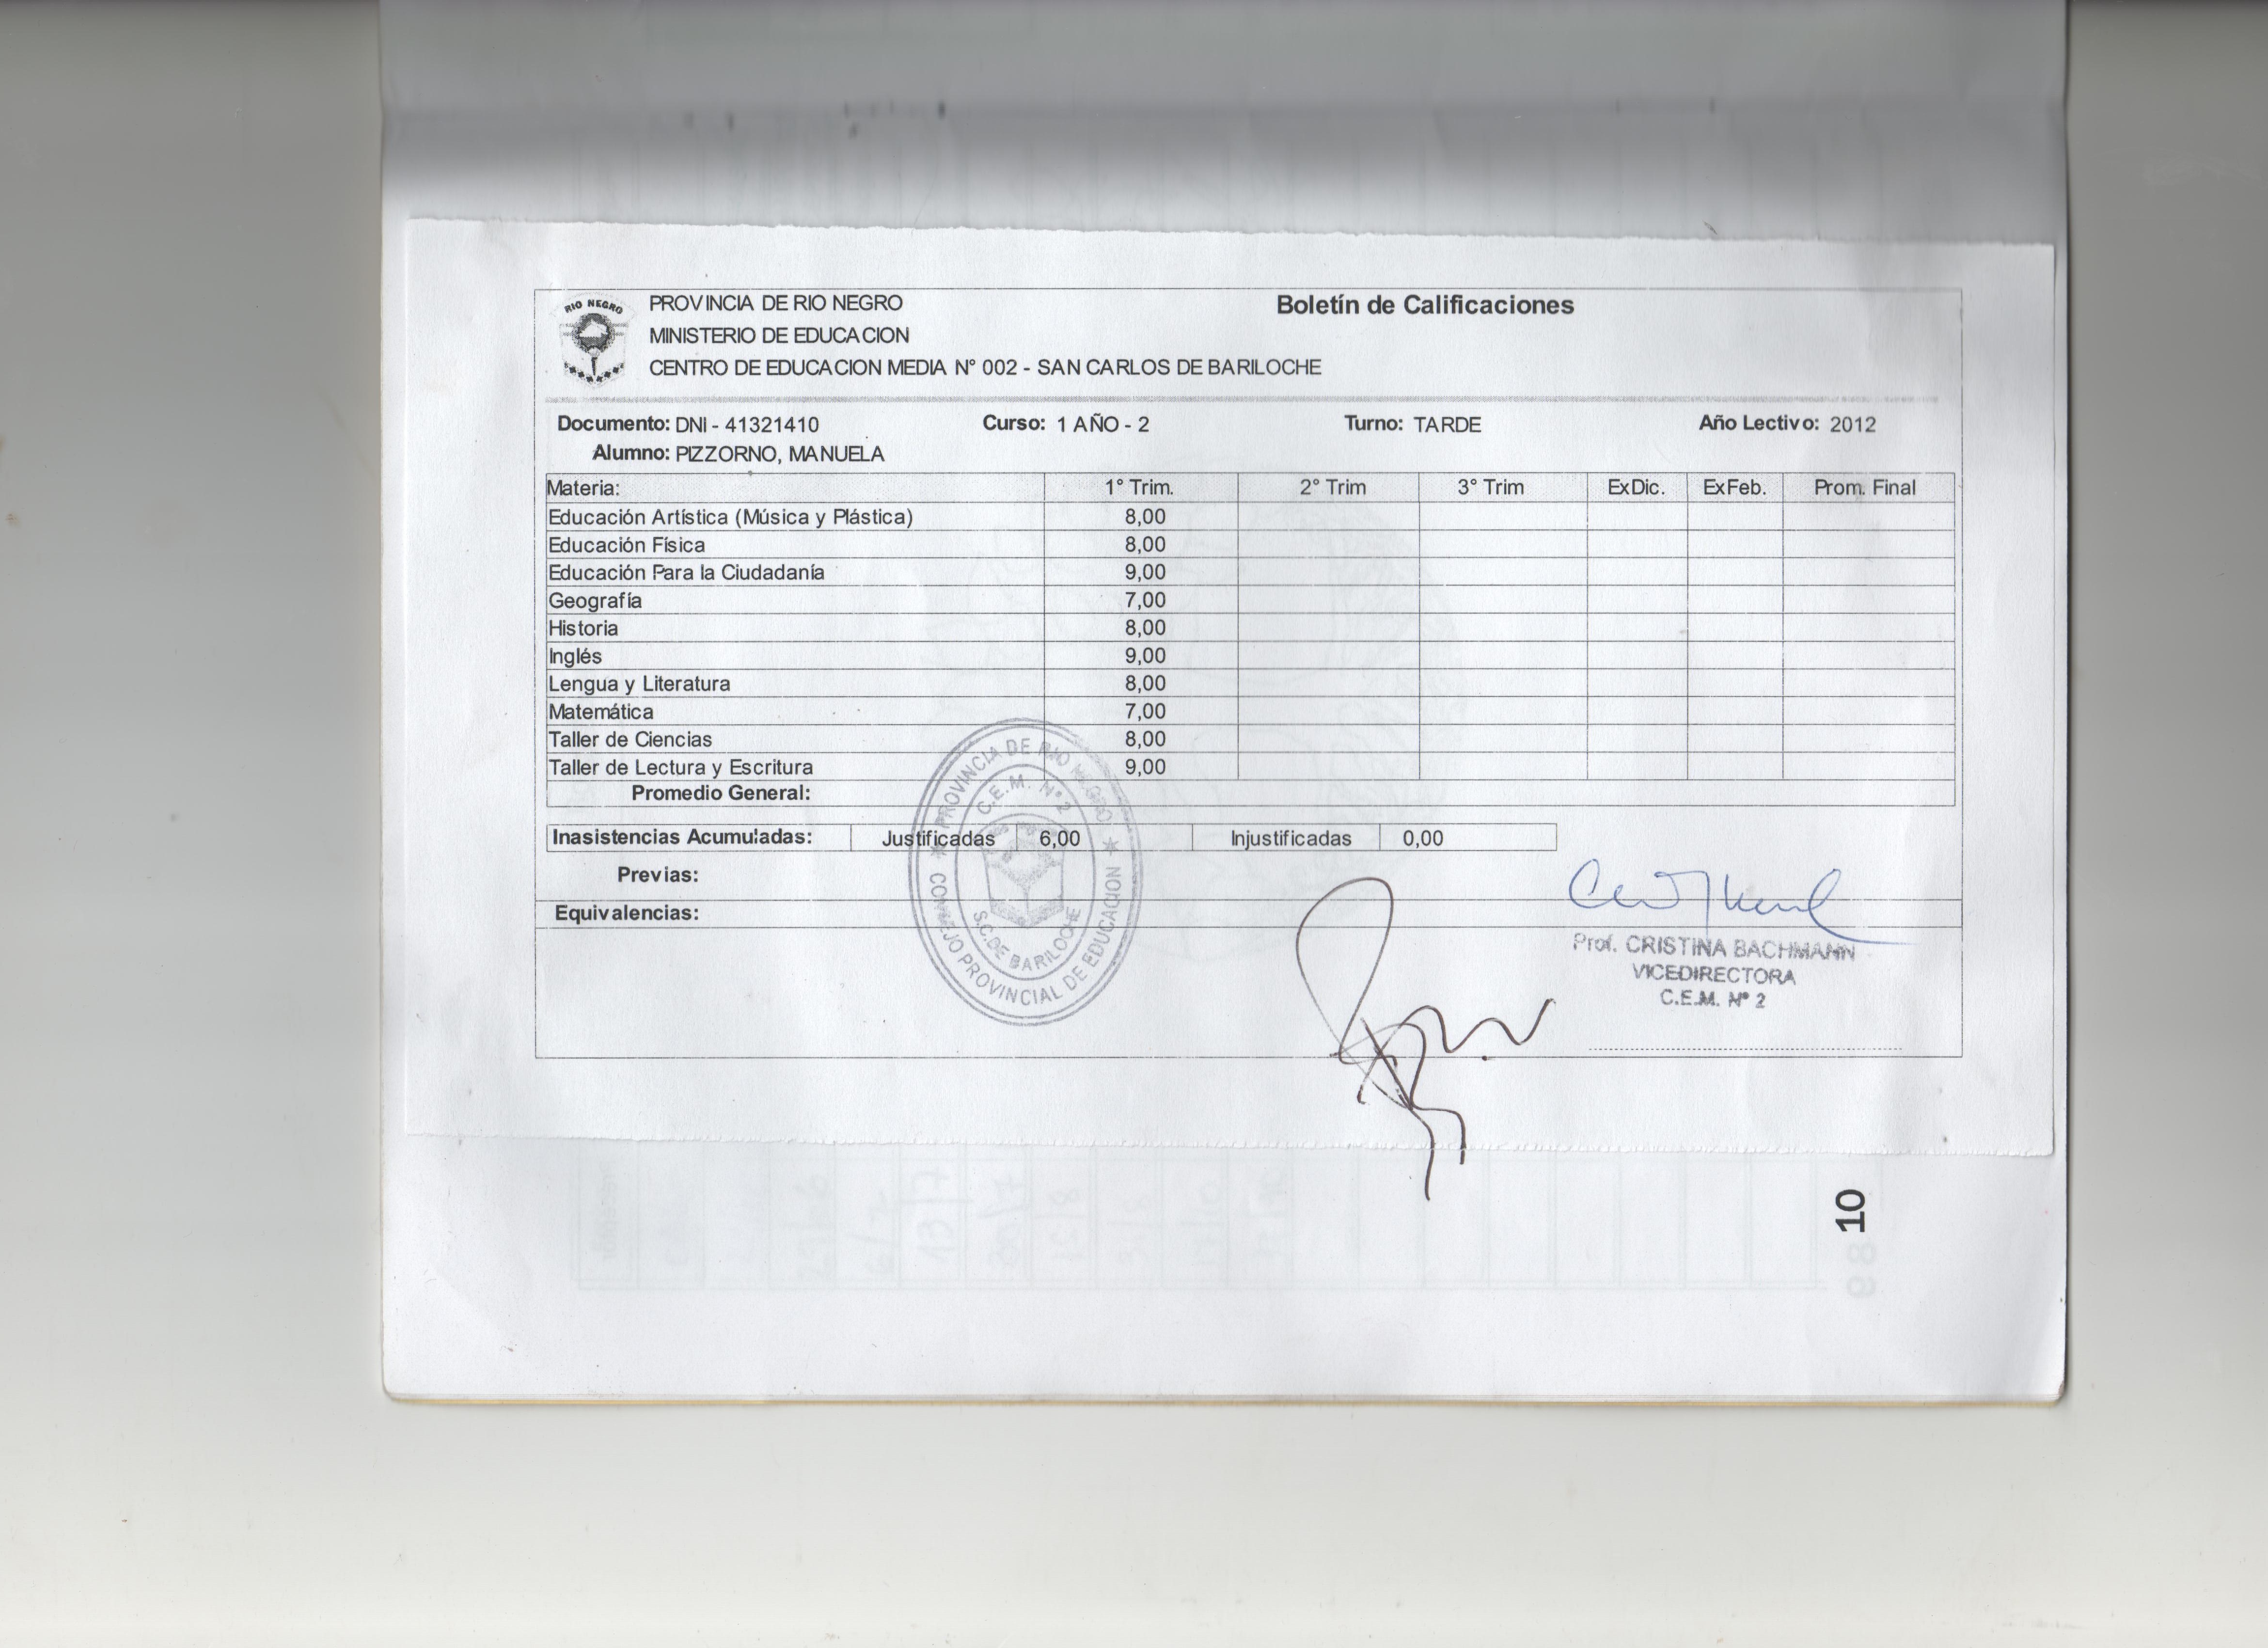 RIO NEGRO
PROVINCIA DE RIO NEGRO
Boletín de Calificaciones
MINISTERIO DE EDUCACION
CENTRO DE EDUCACION MEDIA N° 002 - SAN CARLOS DE BARILOCHE
Documento: DNI - 41321410 Curso: 1 AÑO - 2 Turno: TARDE Año Lectivo: 2012
Alumno: PIZZORNO, MANUELA
Materia: 1° Trim. 2° Trim 3° Trim ExDic. ExFeb. Prom. Final
Educación Artística (Música y Plástica) 8,00
Educación Física 8,00
Educación Para la Ciudadanía 9,00
Geografía 7,00
Historia 8,00
Inglés 9,00
Lengua y Literatura 8,00
Matemática 7,00
Taller de Ciencias 8,00
Taller de Lectura y Escritura 9,00
Promedio General:
Inasistencias Acumuladas: Justificadas 6,00 Injustificadas 0,00
Previas:
Equivalencias:
PROVINCIA DE RIO NEGRO
C.E.M. N° 2
S.C. DE BARILOCHE
CONSEJO PROVINCIAL DE EDUCACION
Prof. CRISTINA BACHMANN
VICEDIRECTORA
C.E.M. N° 2
10